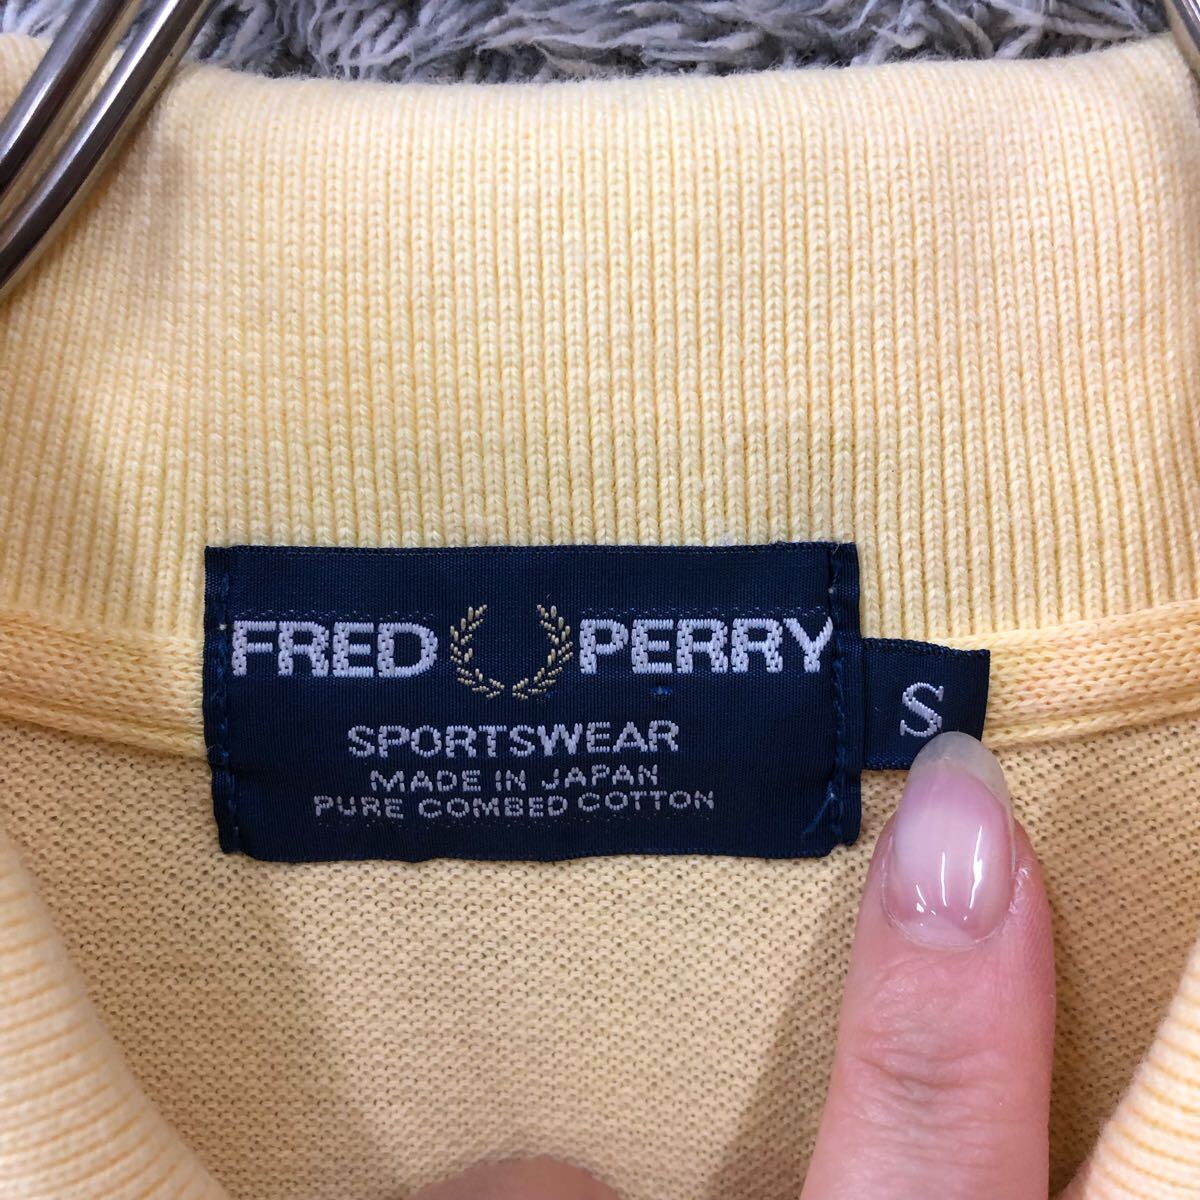 FRED PERRY
SPORTSWEAR
MADE IN JAPAN
PURE COMBED COTTON
S